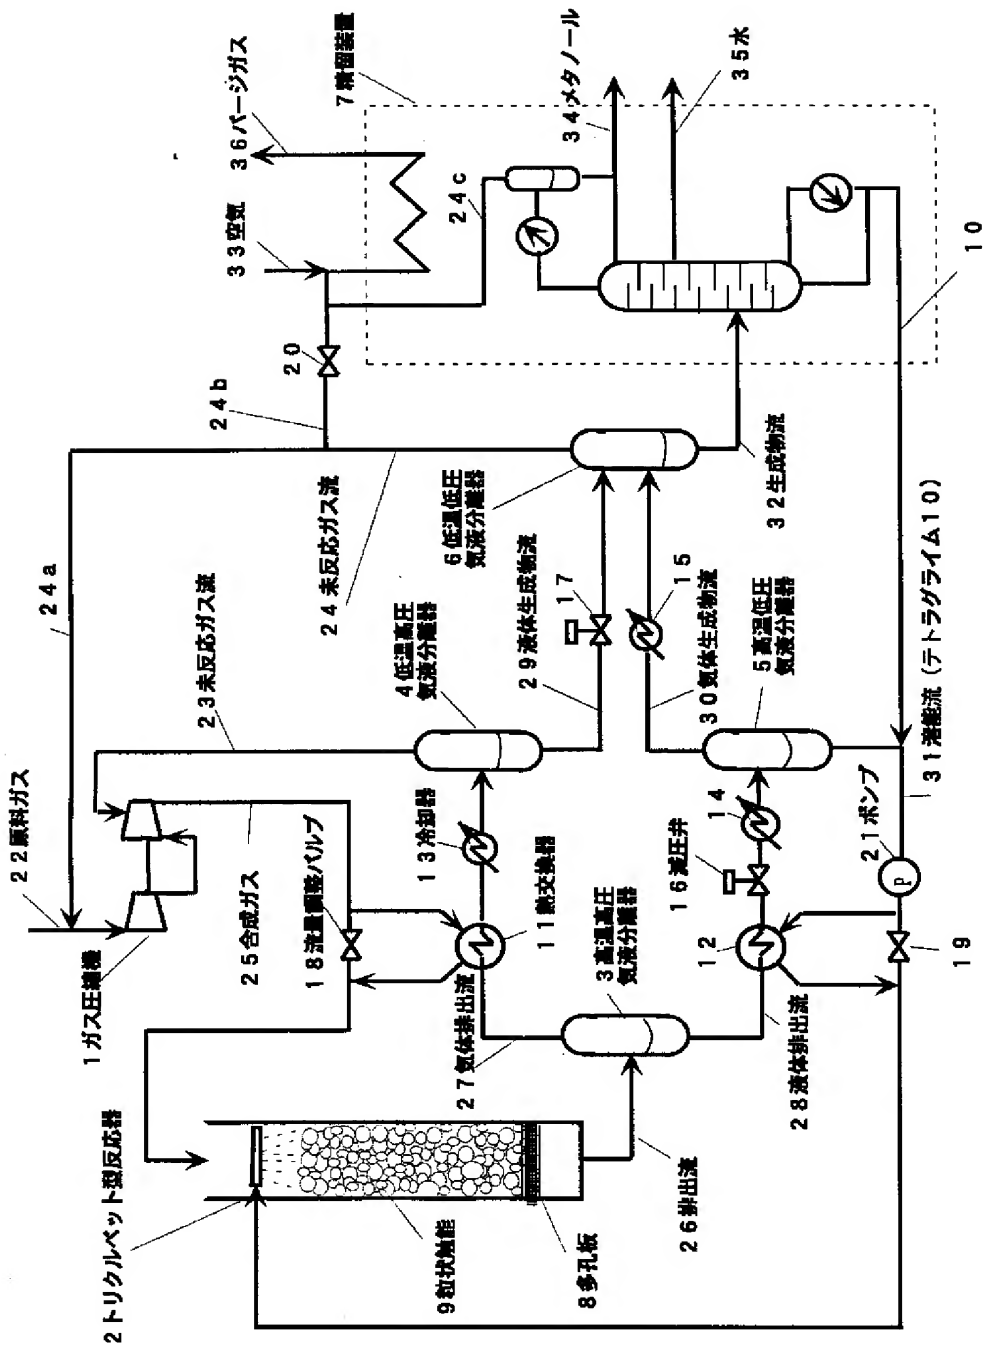 22原料ガス
24a
23未反応ガス流
24未反応ガス流
24b
20
33空気
36パージガス
7精留装置
24c
34メタノール
35水
10
1ガス圧縮機
25合成ガス
18流量調整バルブ
13冷却器
4低温高圧
気液分離器
29液体生成物流
17
6低温低圧
気液分離器
15
30気体生成物流
32生成物流
5高温低圧
気液分離器
14
16減圧弁
11熱交換器
3高温高圧
気液分離器
12
21ポンプ
P
31溶媒流（テトラグライム10）
19
2トリクルベット型反応器
27気体排出流
28液体排出流
26排出流
9粒状触媒
8多孔板